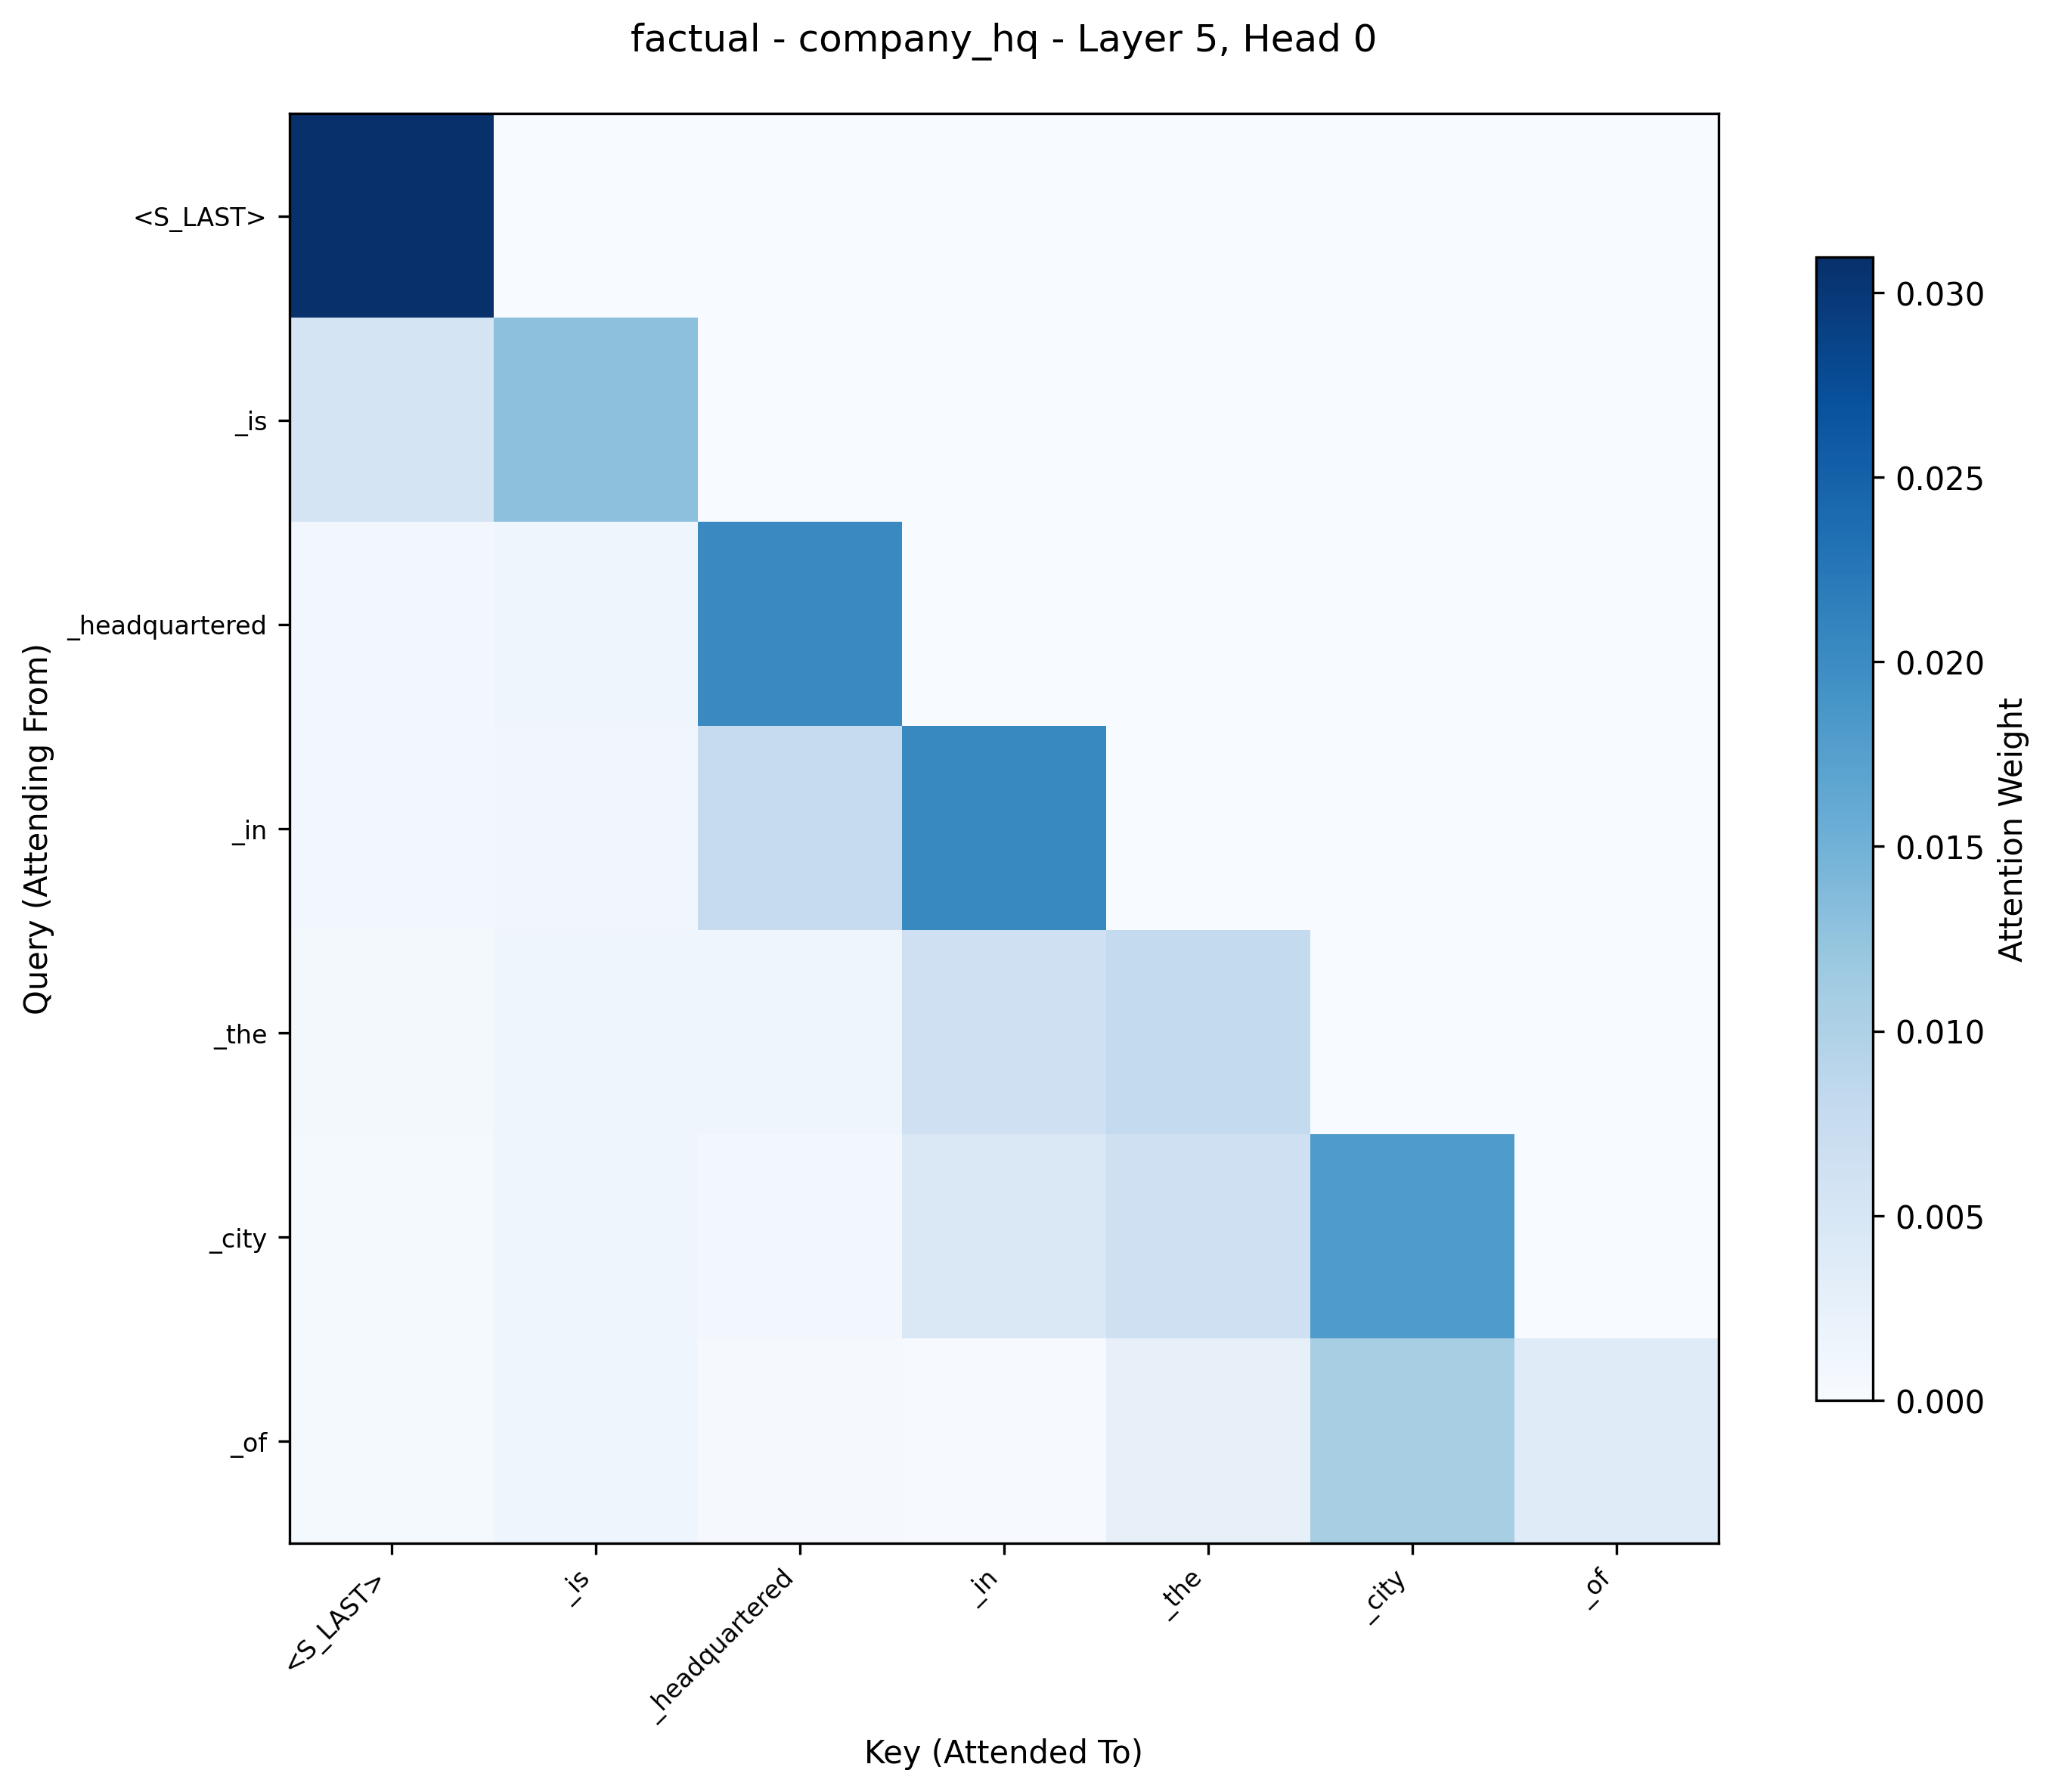 factual - company_hq - Layer 5, Head 0
Query (Attending From)
<S_LAST>
_is
_headquartered
_in
_the
_city
_of
<S_LAST>
_is
_headquartered
_in
_the
_city
_of
Key (Attended To)
0.030
0.025
0.020
0.015
0.010
0.005
0.000
Attention Weight